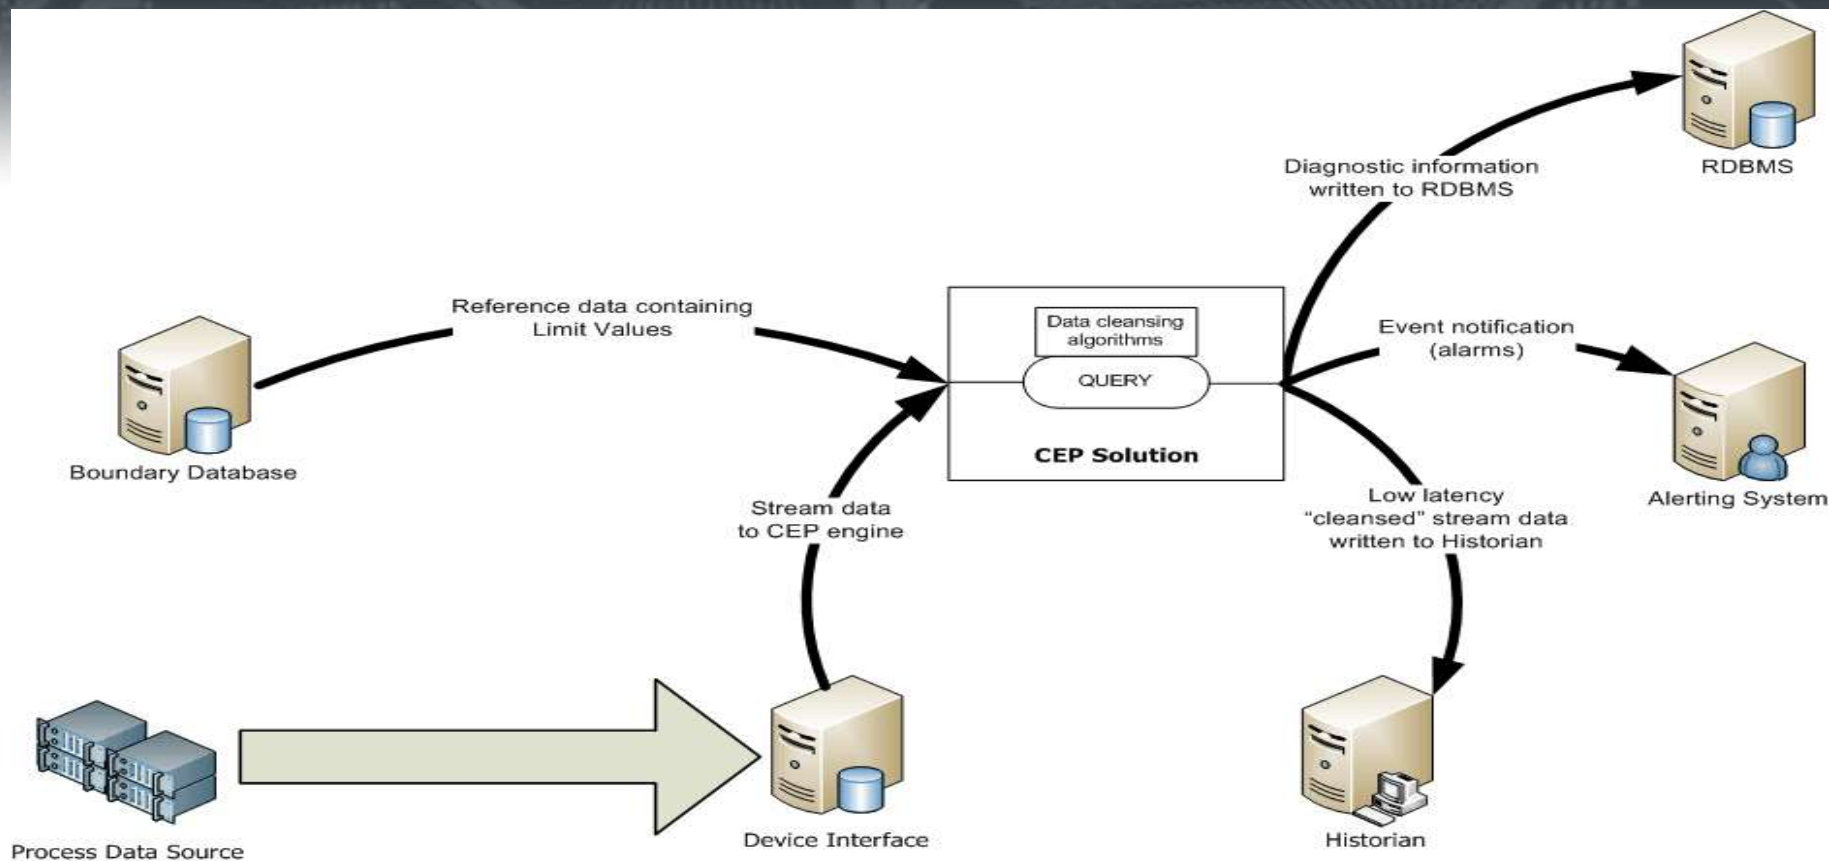 Diagnostic information
written to RDBMS
RDBMS
Reference data containing
Limit Values
Data cleansing
algorithms
QUERY
CEP Solution
Event notification
(alarms)
Boundary Database
Alerting System
Stream data
to CEP engine
Low latency
“cleansed” stream data
written to Historian
Process Data Source
Device Interface
Historian